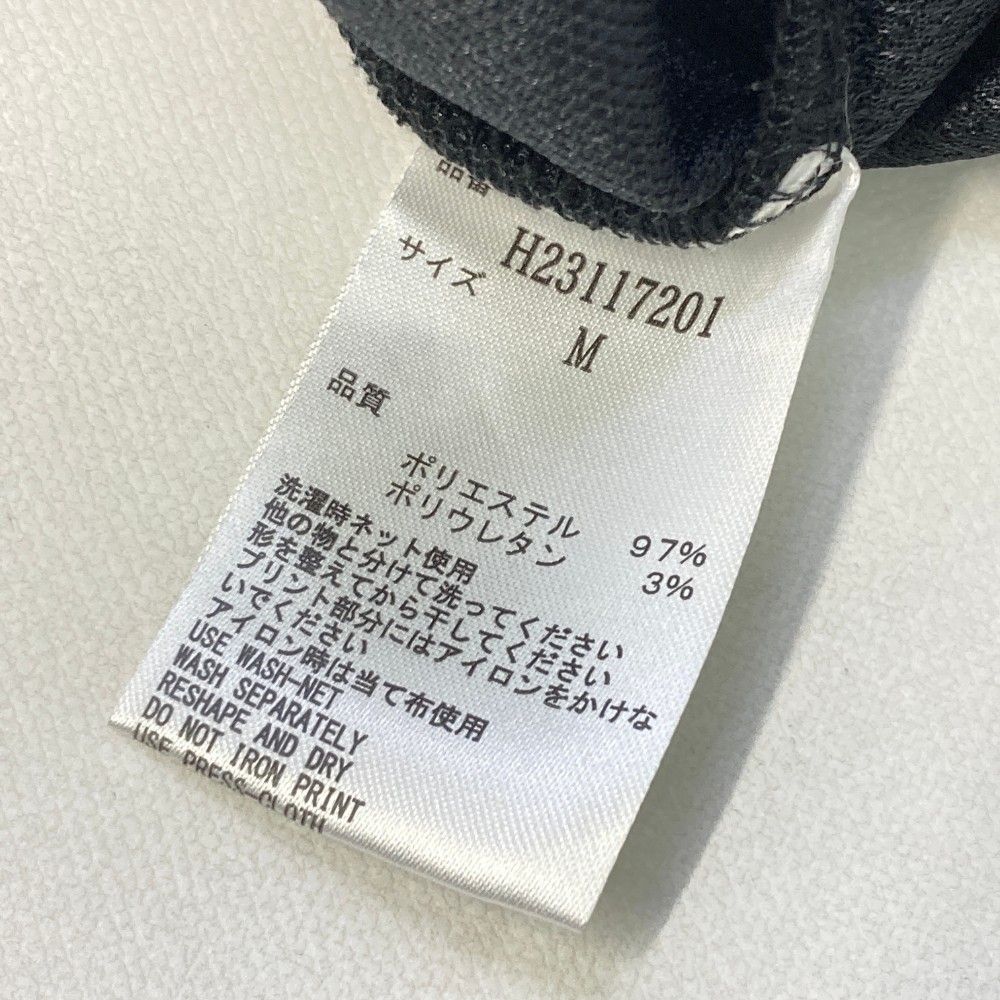 品番
H23117201
サイズ M
品質
ポリエステル 97%
ポリウレタン 3%
洗濯時ネット使用
他の物と分けて洗ってください
形を整えてから干してください
プリント部分にはアイロンをかけな
いでください
アイロン時は当て布使用
USE WASH-NET
WASH SEPARATELY
RESHAPE AND DRY
DO NOT IRON PRINT
USE PRESS-CLOTH